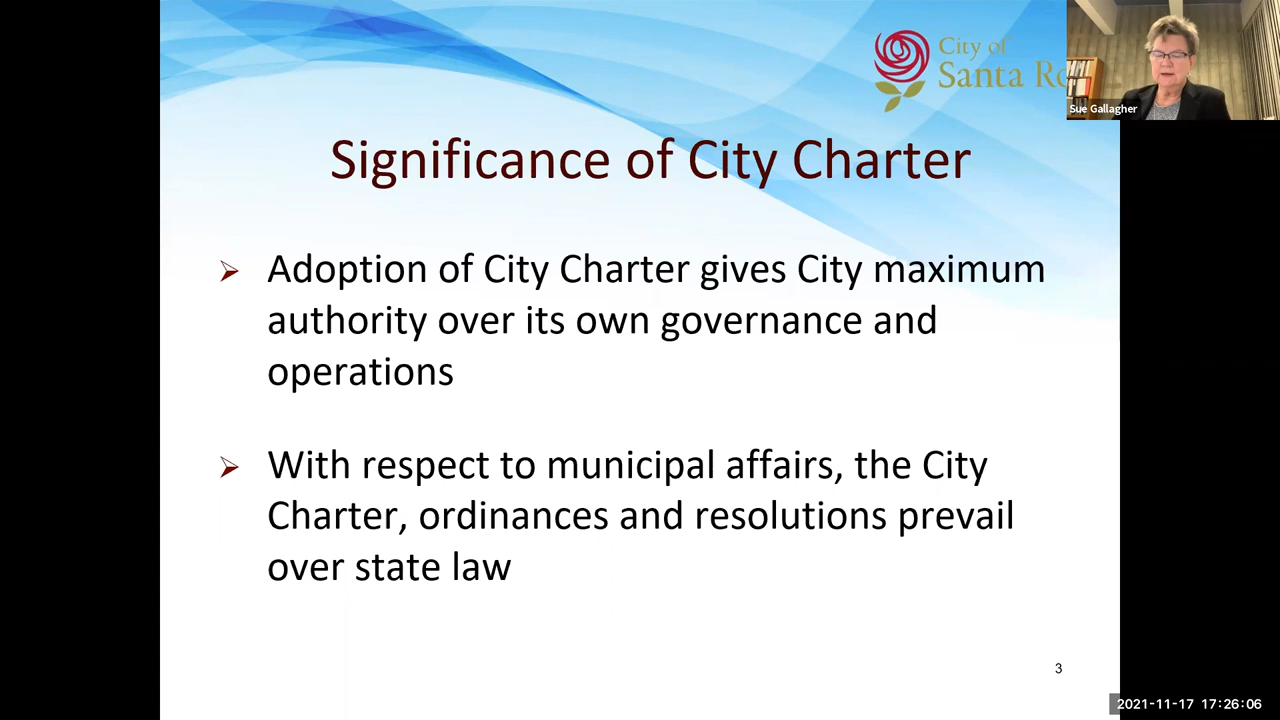 City of
Santa Ro
Sue Gallagher
Significance of City Charter
Adoption of City Charter gives City maximum
authority over its own governance and
operations
With respect to municipal affairs, the City
Charter, ordinances and resolutions prevail
over state law
3
2021-11-17 17:26:06